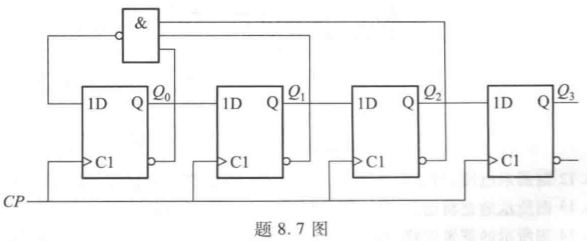 &
Q₀ Q₁ Q₂ Q₃
1D Q 1D Q 1D Q 1D Q
C1 C1 C1 C1
CP
题 8.7 图